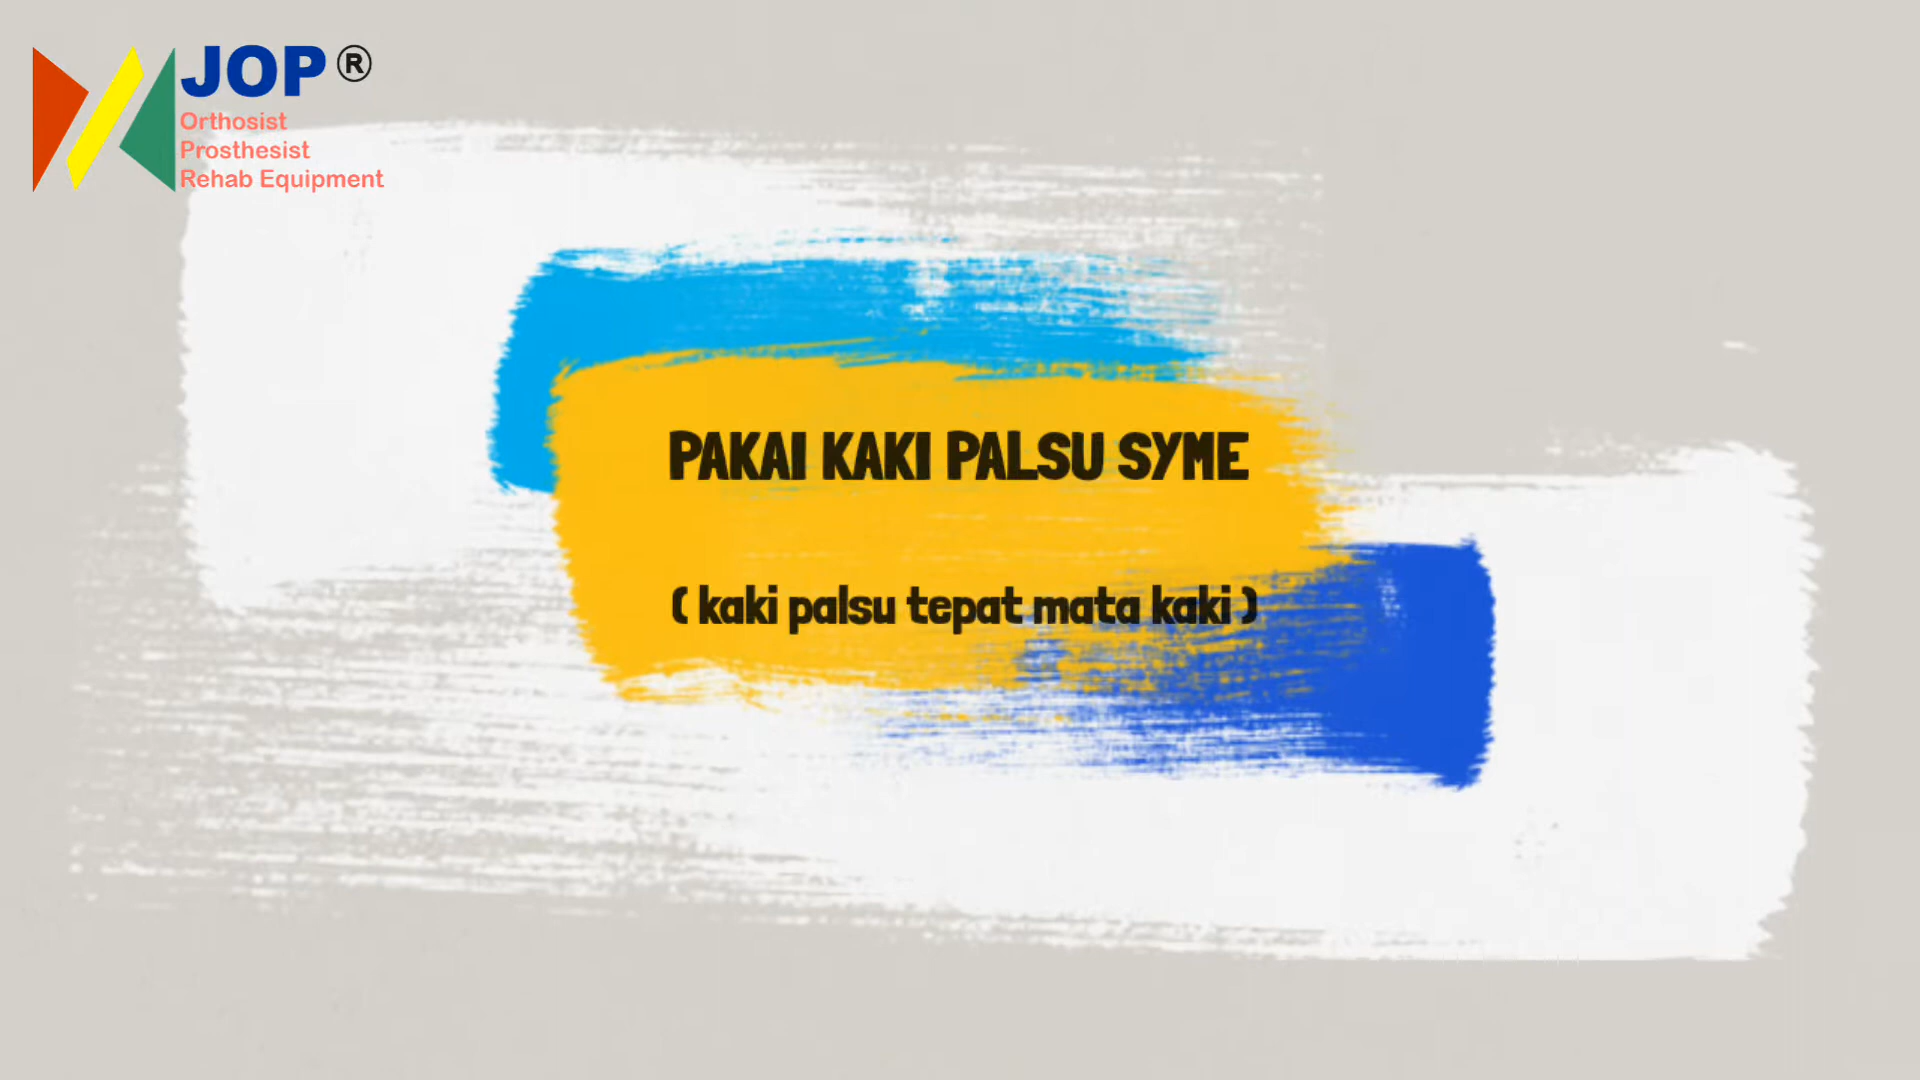 JOP ®
Orthosist
Prosthesist
Rehab Equipment
PAKAI KAKI PALSU SYME
( kaki palsu tepat mata kaki )